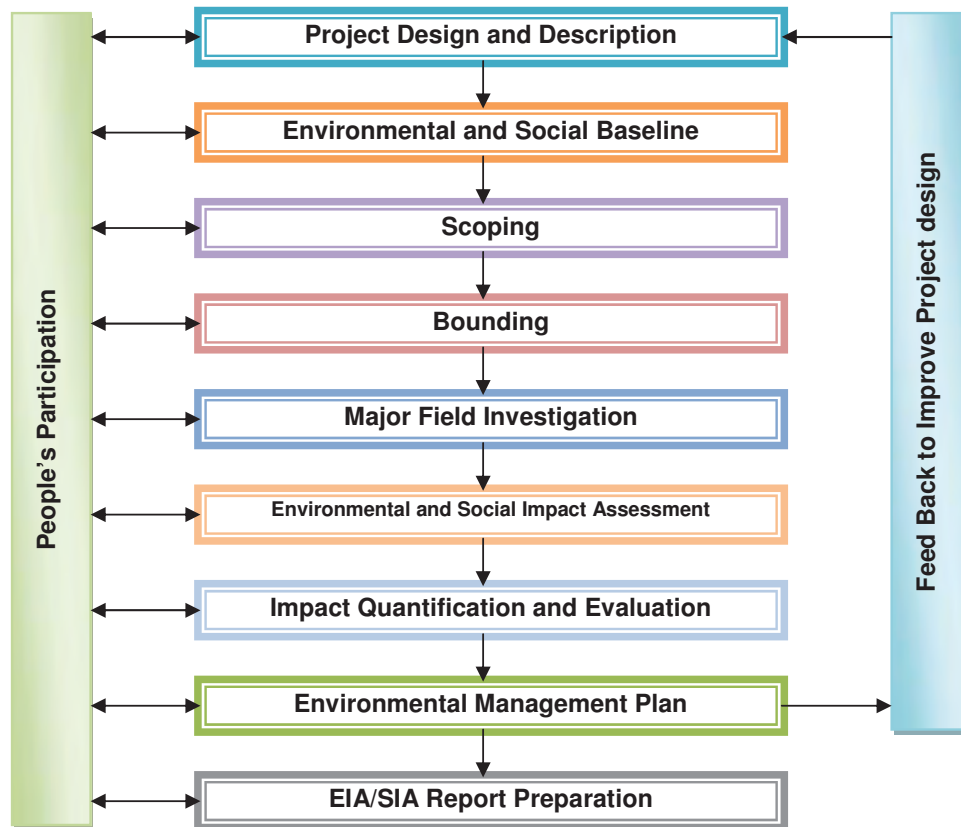 Project Design and Description
Environmental and Social Baseline
Scoping
Bounding
Major Field Investigation
Environmental and Social Impact Assessment
Impact Quantification and Evaluation
Environmental Management Plan
EIA/SIA Report Preparation
People's Participation
Feed Back to Improve Project design